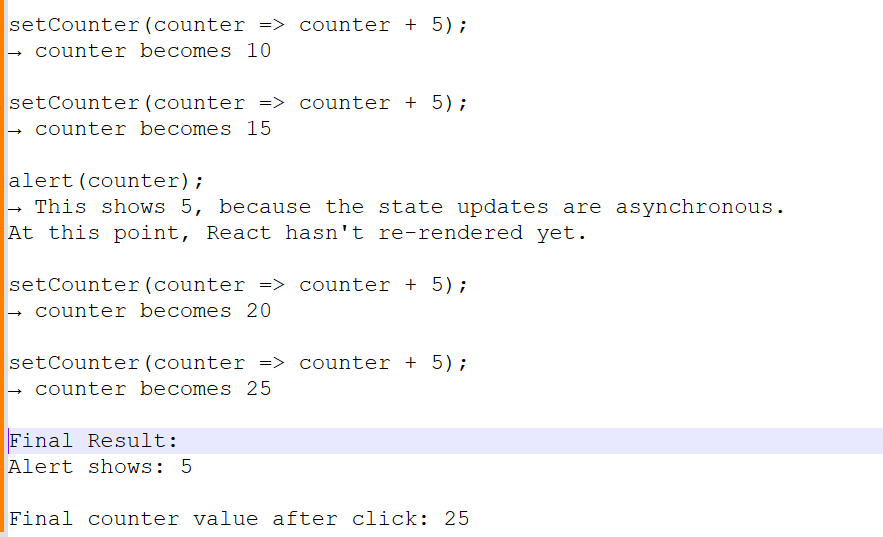 setCounter(counter => counter + 5);
→ counter becomes 10
setCounter(counter => counter + 5);
→ counter becomes 15
alert(counter);
→ This shows 5, because the state updates are asynchronous.
At this point, React hasn't re-rendered yet.
setCounter(counter => counter + 5);
→ counter becomes 20
setCounter(counter => counter + 5);
→ counter becomes 25
Final Result:
Alert shows: 5
Final counter value after click: 25